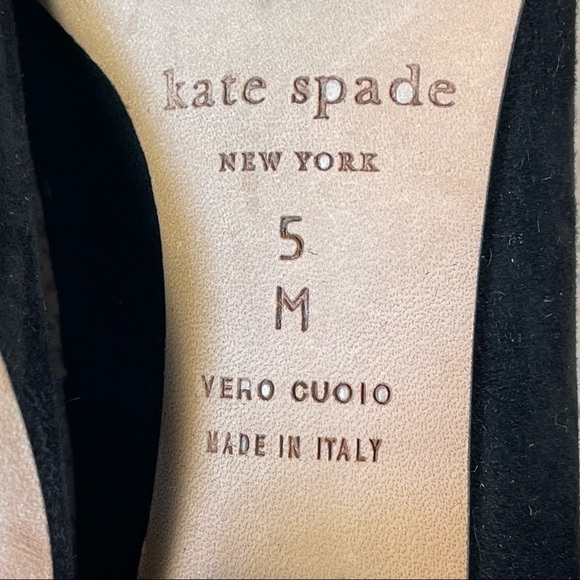 kate spade
NEW YORK
5
M
VERO CUOIO
MADE IN ITALY